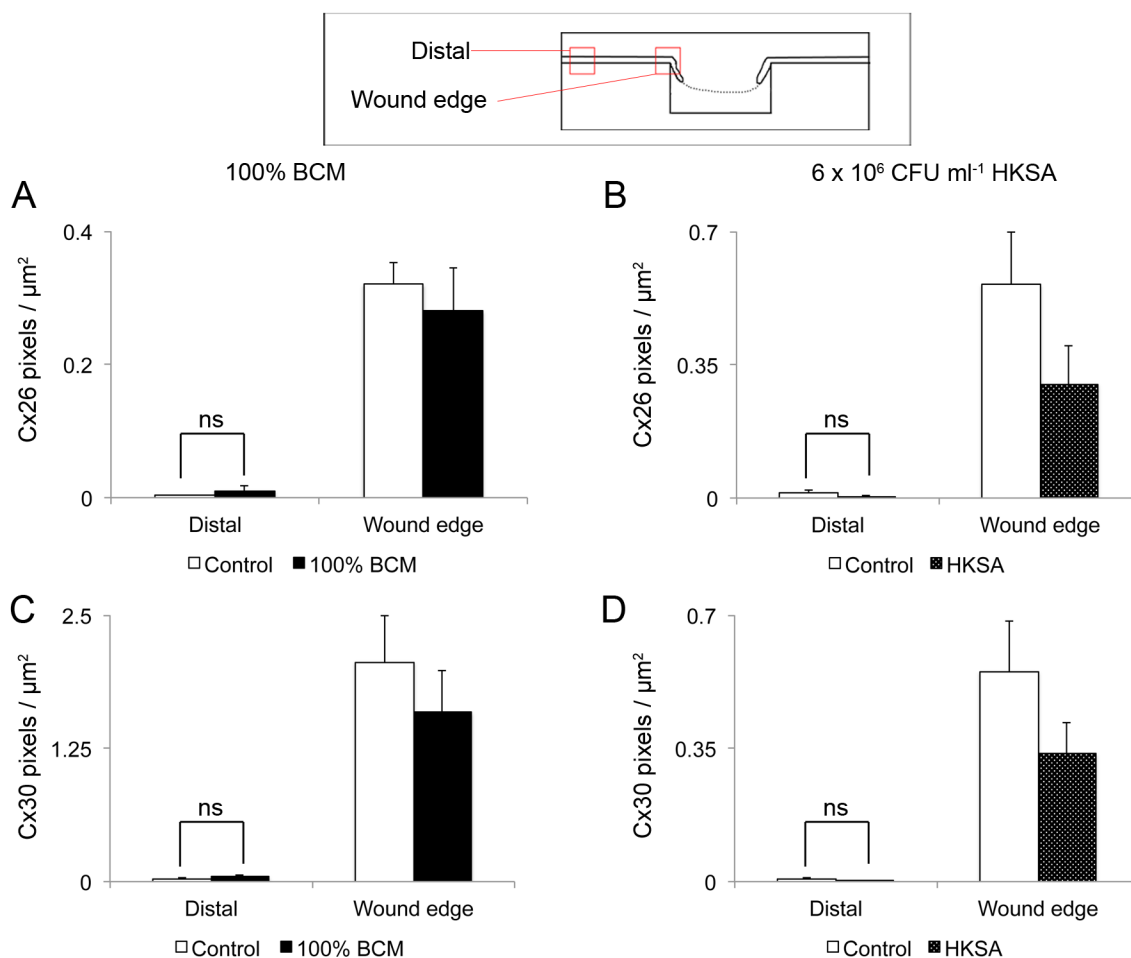 Distal
Wound edge
100% BCM
6 x 10⁶ CFU ml⁻¹ HKSA
A
Cx26 pixels / µm²
0.4
0.2
0
ns
Distal
Wound edge
Control
100% BCM
B
Cx26 pixels / µm²
0.7
0.35
0
ns
Distal
Wound edge
Control
HKSA
C
Cx30 pixels / µm²
2.5
1.25
0
ns
Distal
Wound edge
Control
100% BCM
D
Cx30 pixels / µm²
0.7
0.35
0
ns
Distal
Wound edge
Control
HKSA